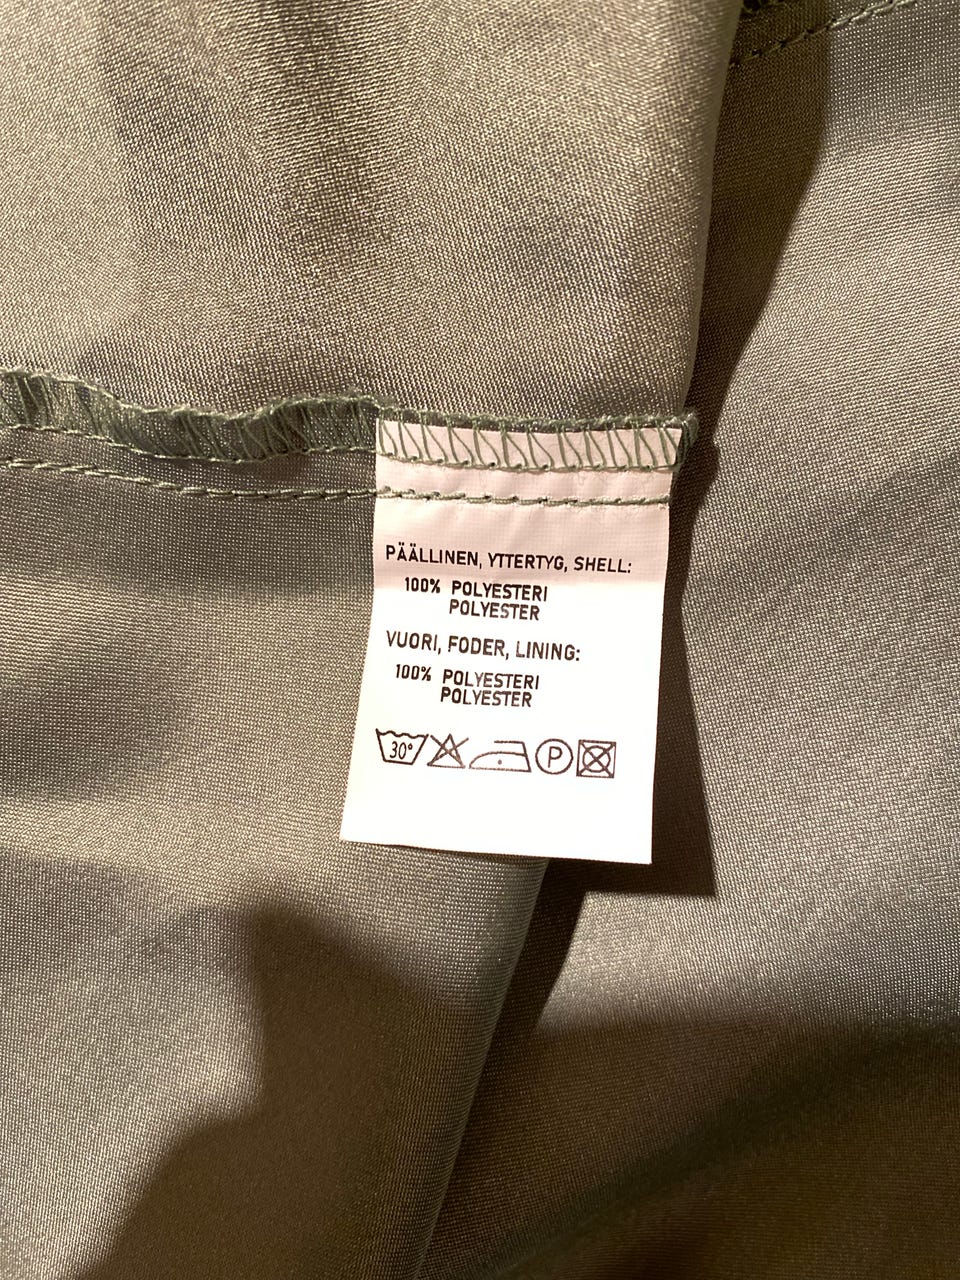 PÄÄLLINEN, YTTERTYG, SHELL:
100% POLYESTERI
POLYESTER
VUORI, FODER, LINING:
100% POLYESTERI
POLYESTER
30° P